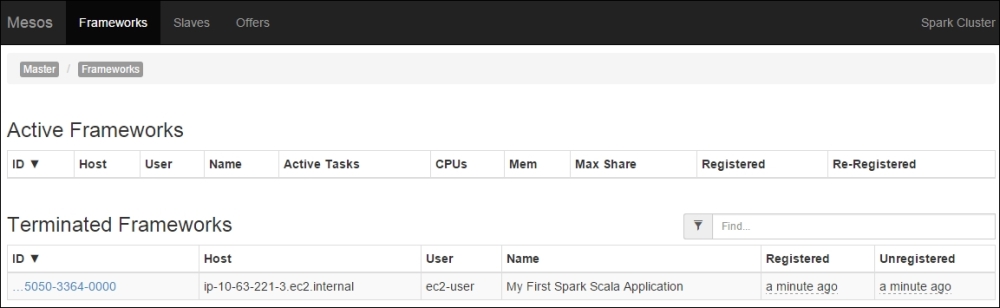 Mesos Frameworks Slaves Offers Spark Cluster
Master / Frameworks
Active Frameworks
ID ▼ Host User Name Active Tasks CPUs Mem Max Share Registered Re-Registered
Terminated Frameworks Find...
ID ▼ Host User Name Registered Unregistered
…5050-3364-0000 ip-10-63-221-3.ec2.internal ec2-user My First Spark Scala Application a minute ago a minute ago